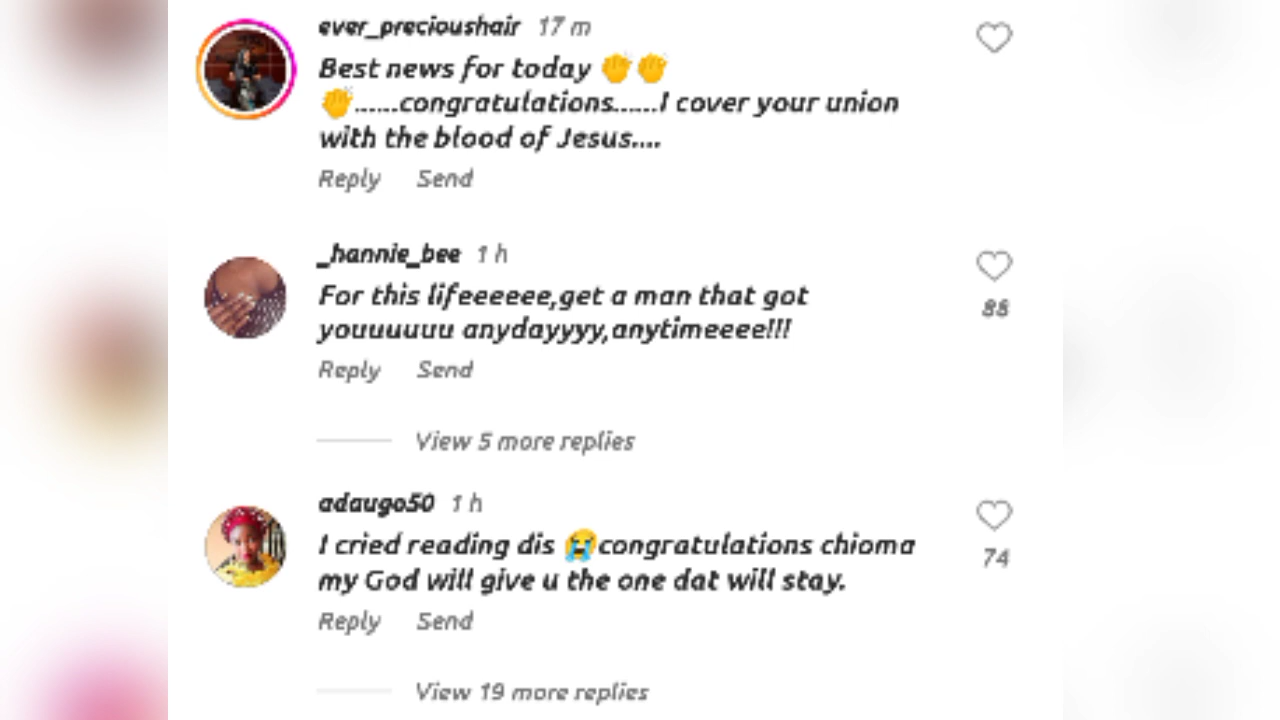 ever_precioushair 17 m
Best news for today 👏👏
👏......congratulations......I cover your union
with the blood of Jesus....
Reply Send
_hannie_bee 1 h
For this lifeeeeee,get a man that got
youuuuuu anydayyyy,anytimeeee!!!
88
Reply Send
View 5 more replies
adaugo50 1 h
I cried reading dis 😭congratulations chioma
my God will give u the one dat will stay.
74
Reply Send
View 19 more replies